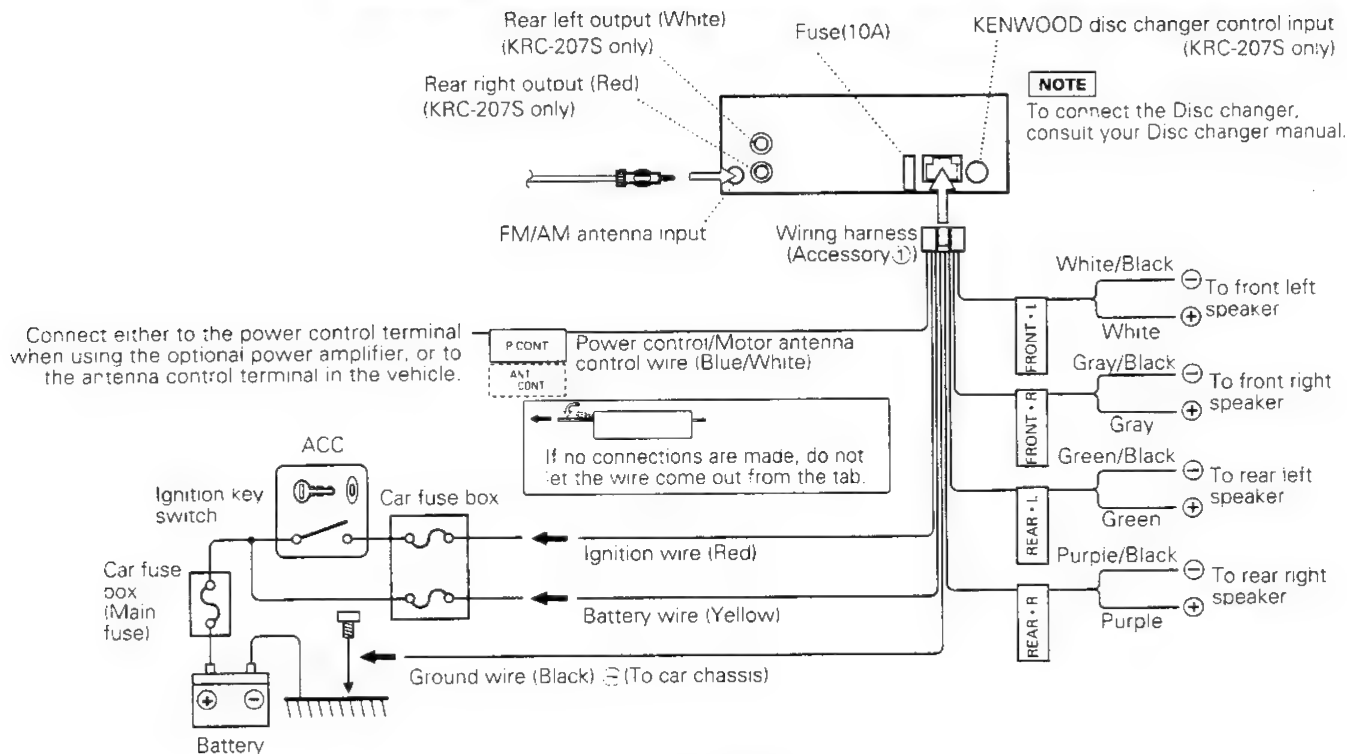 Rear left output (White)
(KRC-207S only)
Fuse(10A)
KENWOOD disc changer control input
(KRC-207S only)
Rear right output (Red)
(KRC-207S only)
NOTE
To connect the Disc changer,
consuit your Disc changer manual.
FM/AM antenna input
Wiring harness
(Accessory①)
White/Black
⊖ To front left
speaker
⊕
White
FRONT • L
Connect either to the power control terminal
when using the optional power amplifier, or to
the antenna control terminal in the vehicle.
P.CONT
ANT
CONT
Power control/Motor antenna
control wire (Blue/White)
Gray/Black
⊖ To front right
speaker
⊕
Gray
FRONT • R
If no connections are made, do not
let the wire come out from the tab.
Green/Black
⊖ To rear left
speaker
⊕
Green
REAR • L
Purple/Black
⊖ To rear right
speaker
⊕
Purple
REAR • R
ACC
Ignition key
switch
Car fuse box
Ignition wire (Red)
Car fuse
box
(Main
fuse)
Battery wire (Yellow)
Ground wire (Black) ⊖ (To car chassis)
⊕ ⊖
Battery